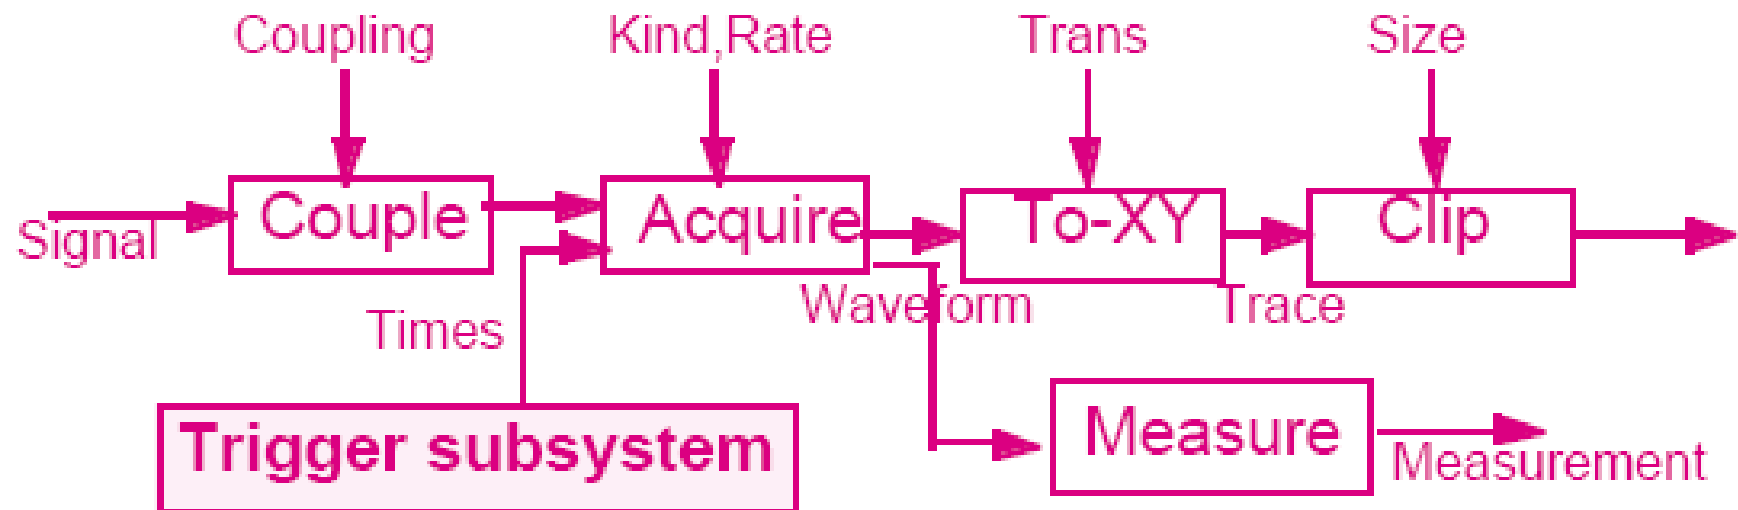 Coupling
Kind,Rate
Trans
Size
Couple
Acquire
To-XY
Clip
Signal
Waveform
Trace
Times
Trigger subsystem
Measure
Measurement